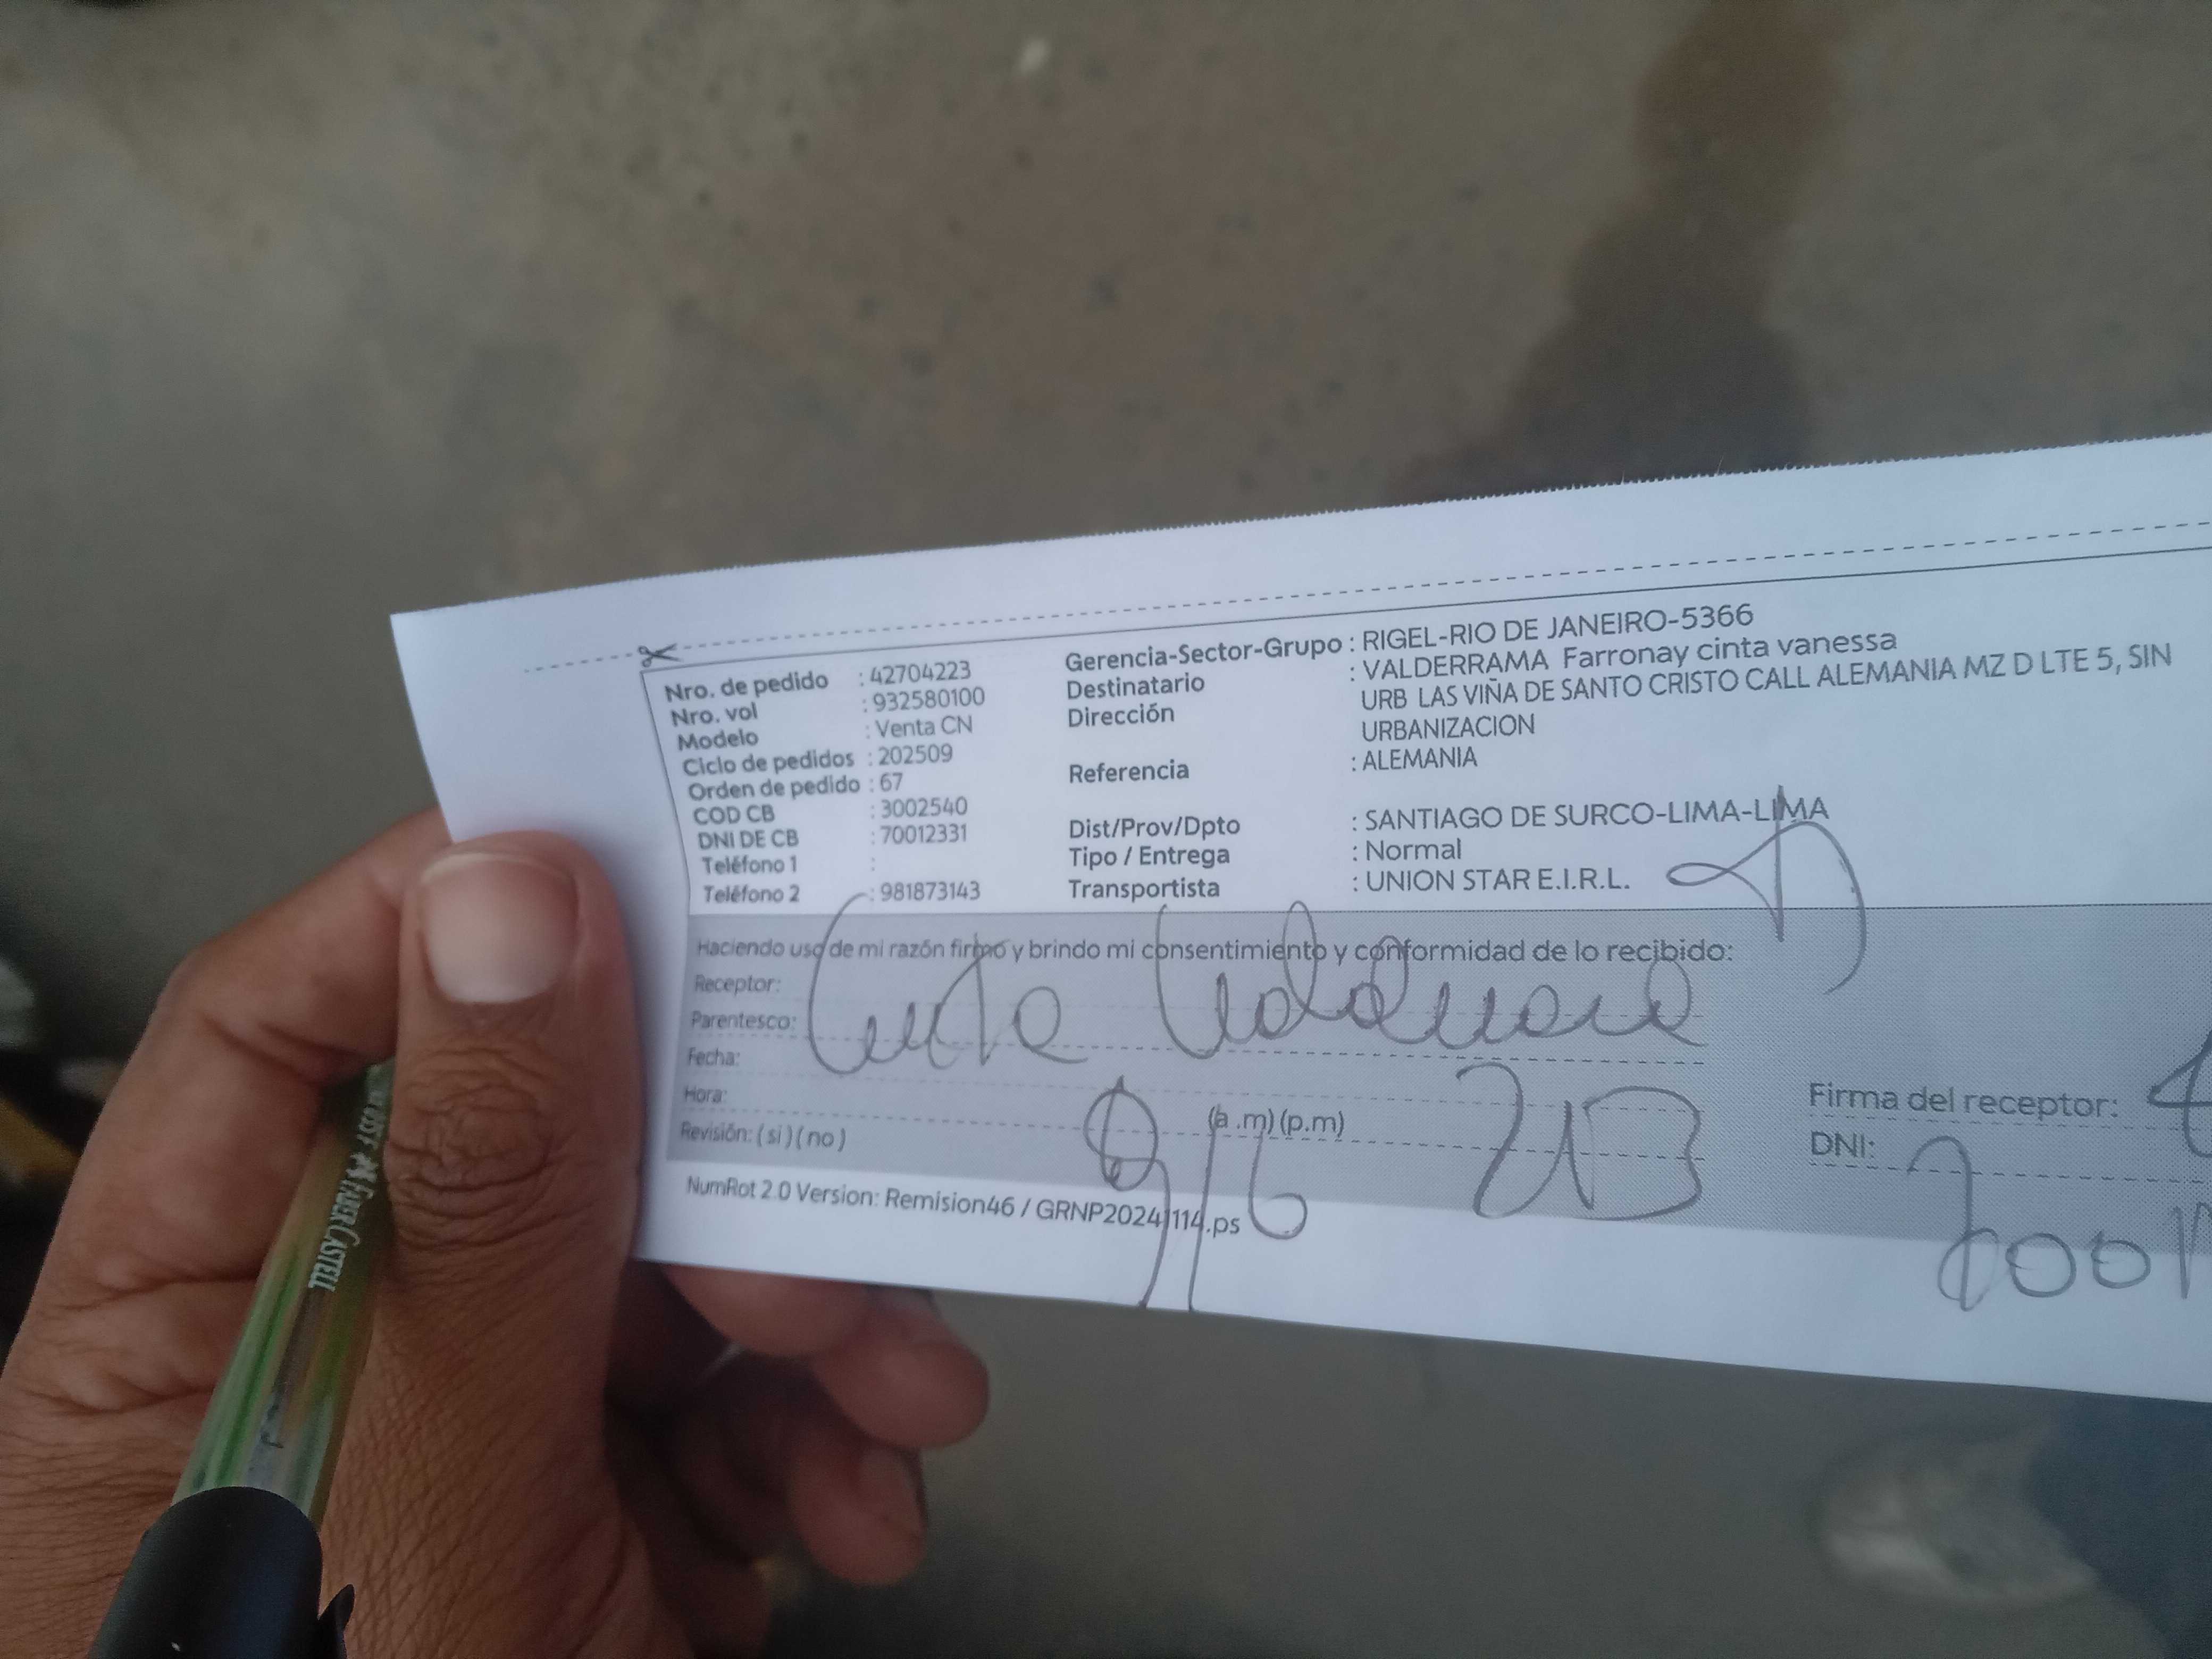 Nro. de pedido : 42704223
Nro. vol : 932580100
Modelo : Venta CN
Ciclo de pedidos : 202509
Orden de pedido : 67
COD CB : 3002540
DNI DE CB : 70012331
Teléfono 1 :
Teléfono 2 : 981873143
Gerencia-Sector-Grupo : RIGEL-RIO DE JANEIRO-5366
Destinatario : VALDERRAMA Farronay cinta vanessa
Dirección URB LAS VIÑA DE SANTO CRISTO CALL ALEMANIA MZ D LTE 5, SIN
URBANIZACION
Referencia : ALEMANIA
Dist/Prov/Dpto : SANTIAGO DE SURCO-LIMA-LIMA
Tipo / Entrega : Normal
Transportista : UNION STAR E.I.R.L.
Haciendo uso de mi razón firmo y brindo mi consentimiento y conformidad de lo recibido:
Receptor:
Parentesco:
Fecha:
Hora: (a.m) (p.m)
Revisión: ( si ) ( no )
Firma del receptor:
DNI:
NumRot 2.0 Version: Remision46 / GRNP20241114.ps
FABER CASTELL